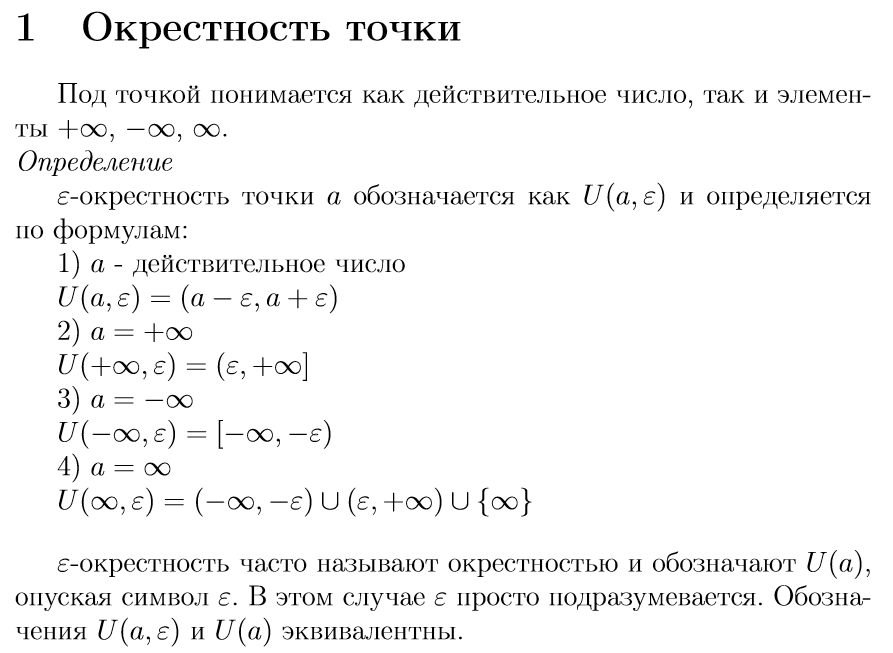 1 Окрестность точки
Под точкой понимается как действительное число, так и элемен-
ты +∞, −∞, ∞.
Определение
ε-окрестность точки a обозначается как U(a, ε) и определяется
по формулам:
1) a - действительное число
U(a, ε) = (a − ε, a + ε)
2) a = +∞
U(+∞, ε) = (ε, +∞]
3) a = −∞
U(−∞, ε) = [−∞, −ε)
4) a = ∞
U(∞, ε) = (−∞, −ε) ∪ (ε, +∞) ∪ {∞}
ε-окрестность часто называют окрестностью и обозначают U(a),
опуская символ ε. В этом случае ε просто подразумевается. Обозна-
чения U(a, ε) и U(a) эквивалентны.